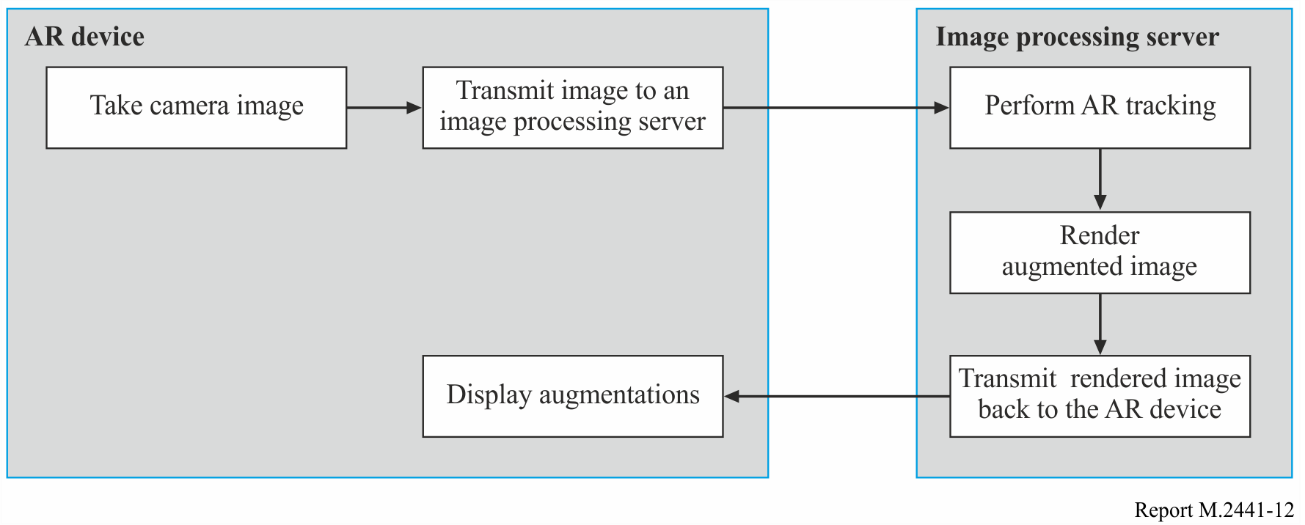 AR device
Take camera image
Transmit image to an
image processing server
Display augmentations
Image processing server
Perform AR tracking
Render
augmented image
Transmit rendered image
back to the AR device
Report M.2441-12